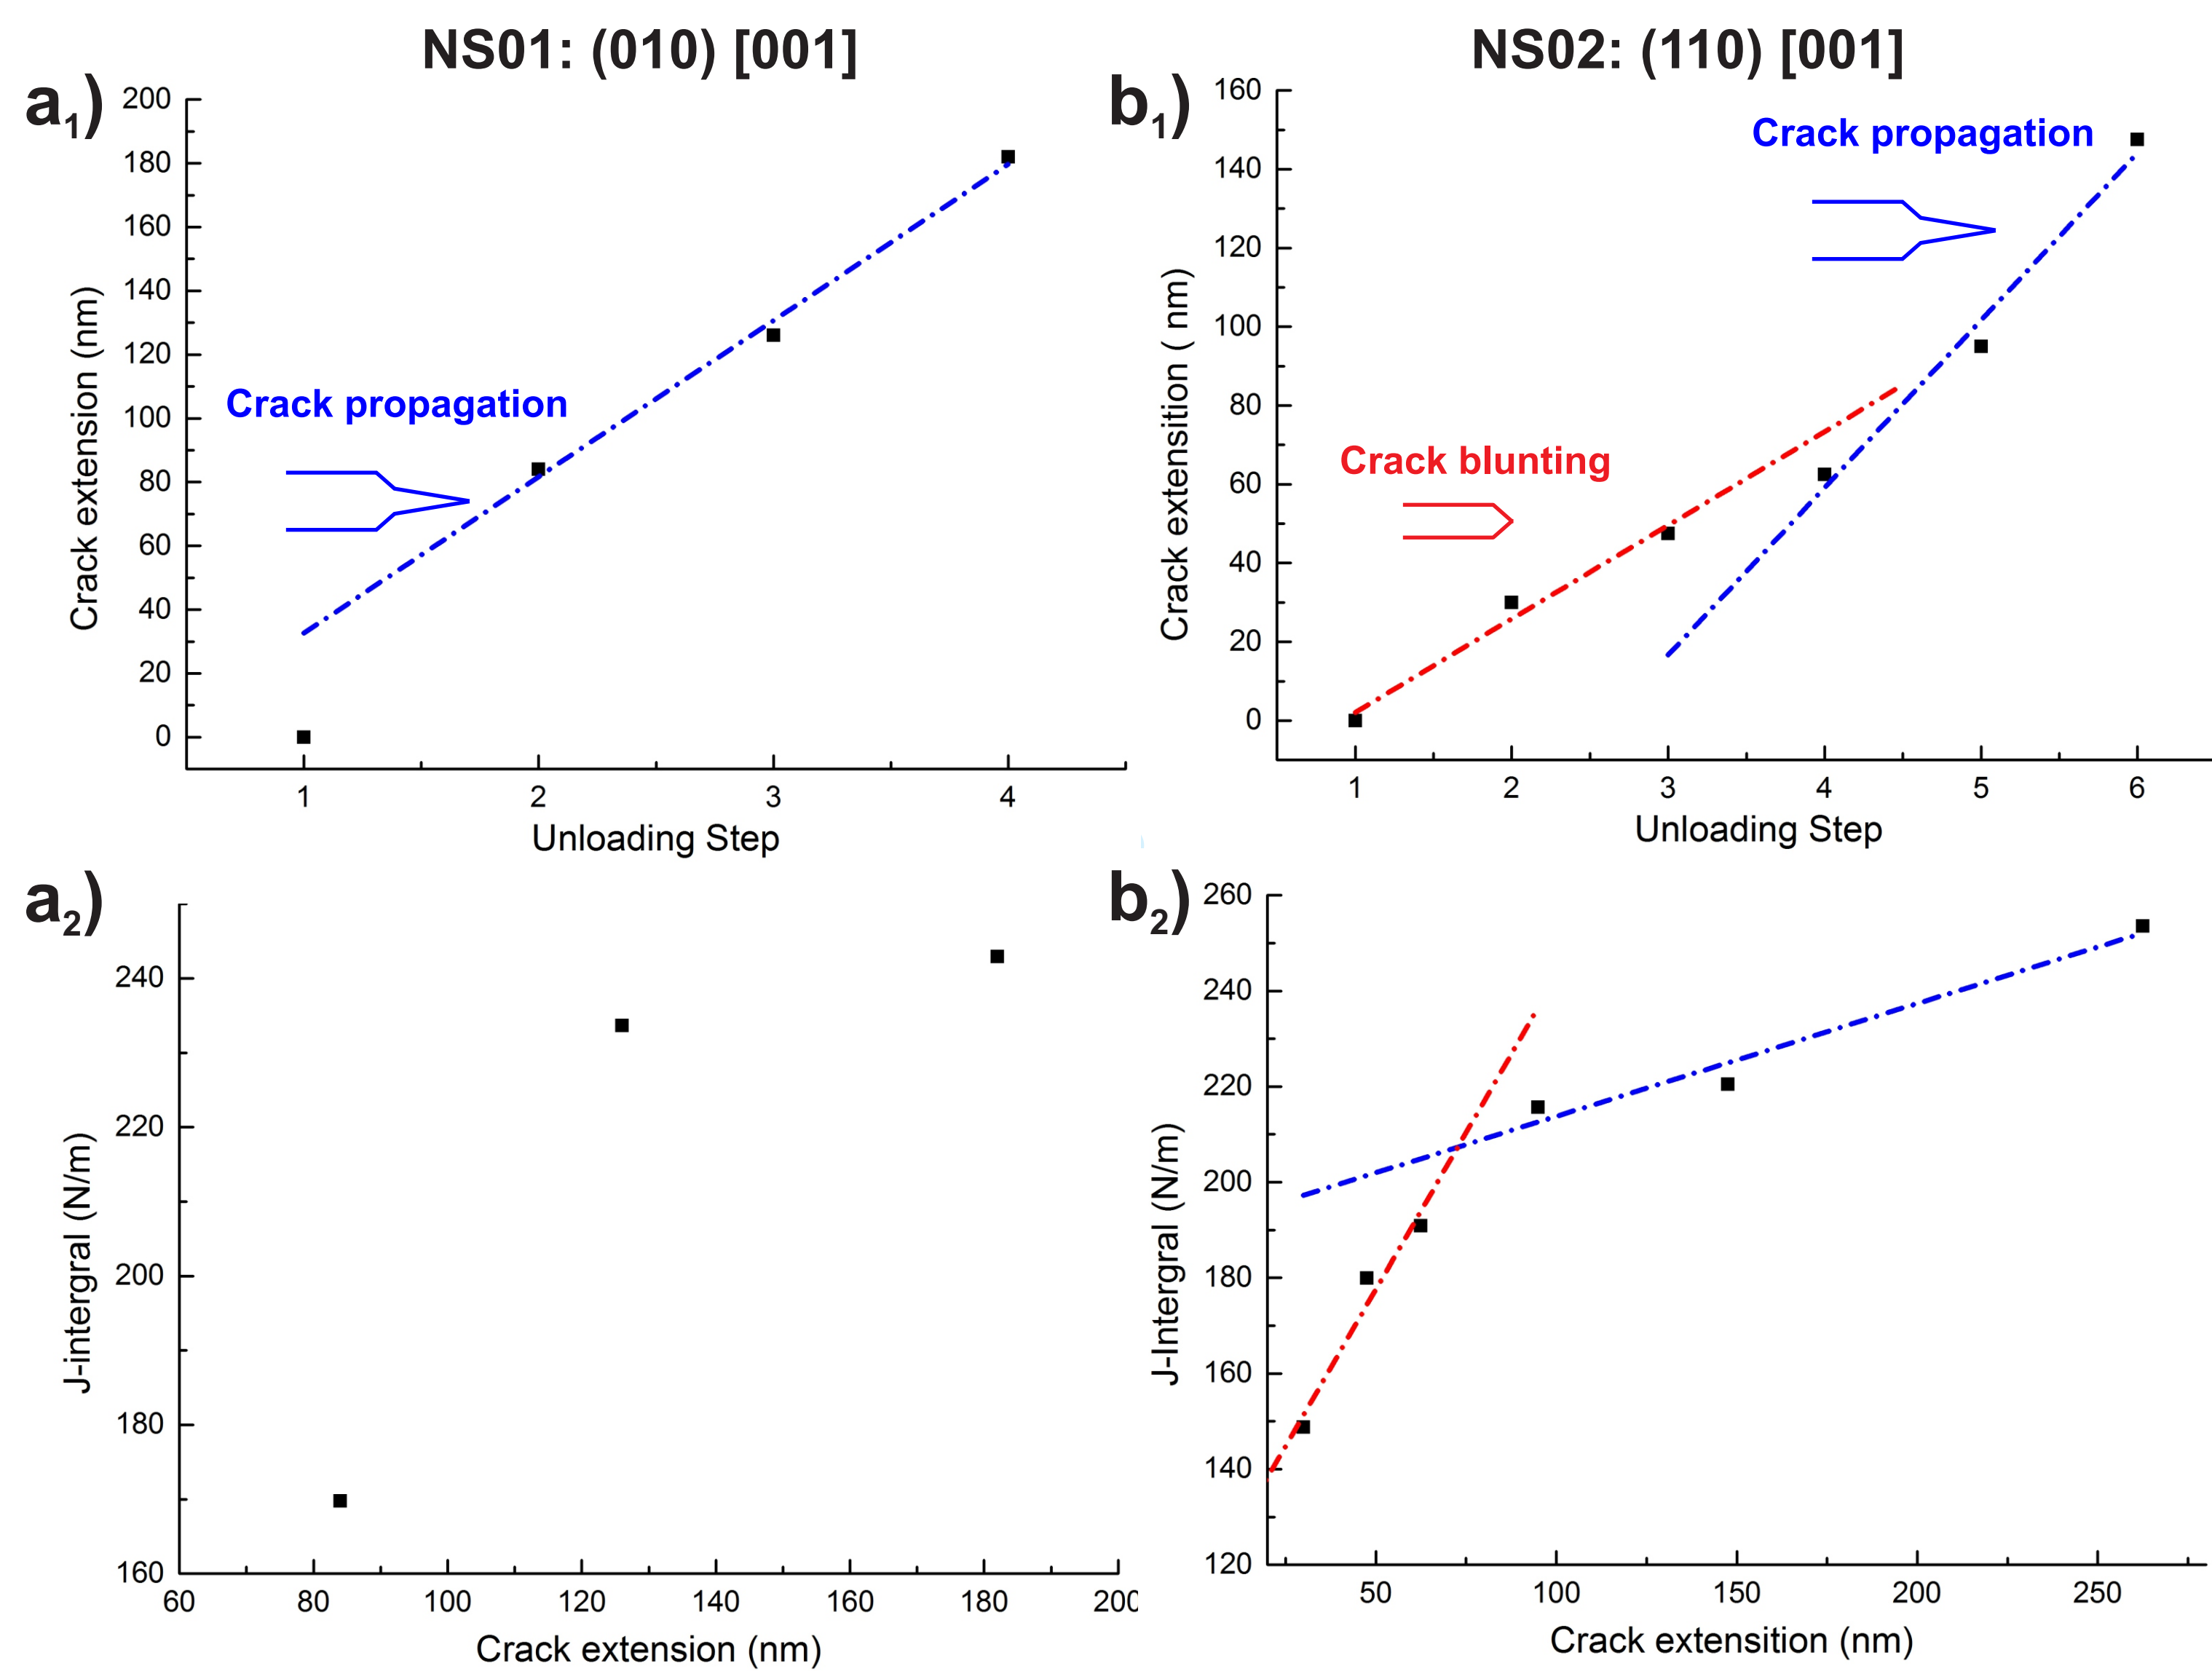 NS01: (010) [001]
NS02: (110) [001]
a1)
200
180
160
140
120
100
80
60
40
20
0
Crack extension (nm)
Crack propagation
1 2 3 4
Unloading Step
b1)
160
140
120
100
80
60
40
20
0
Crack extensition ( nm)
Crack propagation
Crack blunting
1 2 3 4 5 6
Unloading Step
a2)
240
220
200
180
160
J-intergral (N/m)
60 80 100 120 140 160 180 200
Crack extension (nm)
b2)
260
240
220
200
180
160
140
120
J-Intergral (N/m)
50 100 150 200 250
Crack extensition (nm)